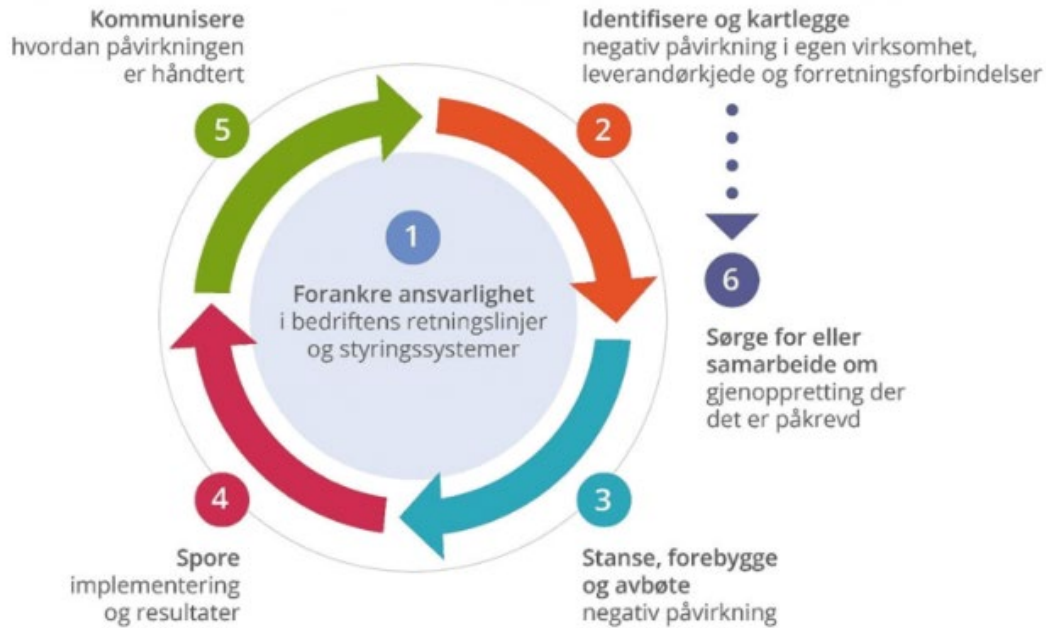 1
Forankre ansvarlighet
i bedriftens retningslinjer
og styringssystemer
2
Identifisere og kartlegge
negativ påvirkning i egen virksomhet,
leverandørkjede og forretningsforbindelser
3
Stanse, forebygge
og avbøte
negativ påvirkning
4
Spore
implementering
og resultater
5
Kommunisere
hvordan påvirkningen
er håndtert
6
Sørge for eller
samarbeide om
gjenoppretting der
det er påkrevd